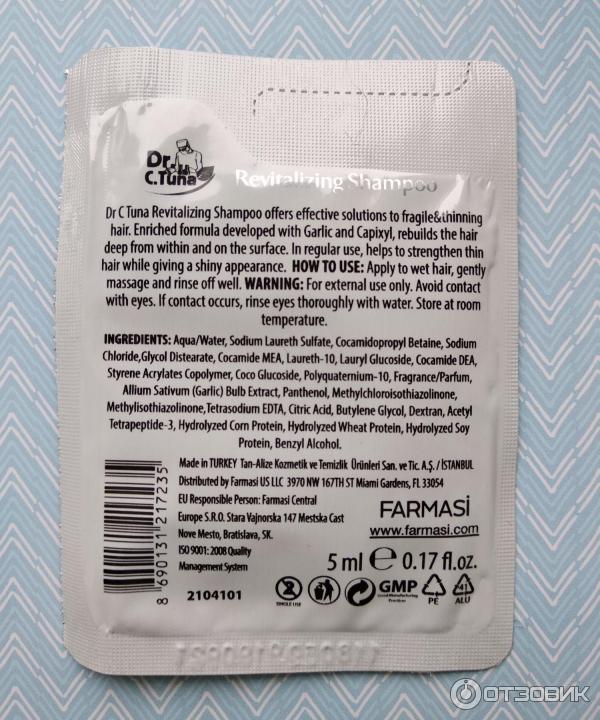 Dr.
C.Tuna
Revitalizing Shampoo
Dr C Tuna Revitalizing Shampoo offers effective solutions to fragile&thinning
hair. Enriched formula developed with Garlic and Capixyl, rebuilds the hair
deep from within and on the surface. In regular use, helps to strengthen thin
hair while giving a shiny appearance. HOW TO USE: Apply to wet hair, gently
massage and rinse off well. WARNING: For external use only. Avoid contact
with eyes. If contact occurs, rinse eyes thoroughly with water. Store at room
temperature.
INGREDIENTS: Aqua/Water, Sodium Laureth Sulfate, Cocamidopropyl Betaine, Sodium
Chloride,Glycol Distearate, Cocamide MEA, Laureth-10, Lauryl Glucoside, Cocamide DEA,
Styrene Acrylates Copolymer, Coco Glucoside, Polyquaternium-10, Fragrance/Parfum,
Allium Sativum (Garlic) Bulb Extract, Panthenol, Methylchloroisothiazolinone,
Methylisothiazolinone,Tetrasodium EDTA, Citric Acid, Butylene Glycol, Dextran, Acetyl
Tetrapeptide-3, Hydrolyzed Corn Protein, Hydrolyzed Wheat Protein, Hydrolyzed Soy
Protein, Benzyl Alcohol.
Made in TURKEY Tan-Alize Kozmetik ve Temizlik Ürünleri San. ve Tic. A.Ş. / İSTANBUL
Distributed by Farmasi US LLC 3970 NW 167TH ST Miami Gardens, FL 33054
EU Responsible Person: Farmasi Central
Europe S.R.O. Stara Vajnorska 147 Mestska Cast
Nove Mesto, Bratislava, SK.
ISO 9001: 2008 Quality
Management System
FARMASİ
www.farmasi.com
5 ml e 0.17 fl.oz.
8 690131 217235
2104101
SINGLE USE
GMP
Good Manufacturing
Practices
PE
41
ALU
ОТЗОВИК